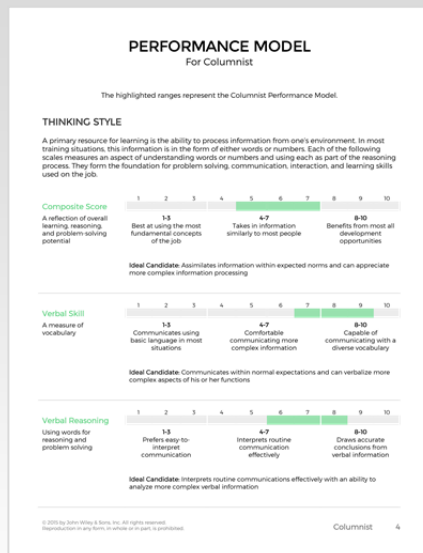 PERFORMANCE MODEL
For Columnist
The highlighted ranges represent the Columnist Performance Model.
THINKING STYLE
A primary resource for learning is the ability to process information from one's environment. In most
training situations, this information is in the form of either words or numbers. Each of the following
scales measures an aspect of understanding words or numbers and using each as part of the reasoning
process. They form the foundation for problem solving, communication, interaction, and learning skills
used on the job.
1 2 3 4 5 6 7 8 9 10
Composite Score
A reflection of overall
learning, reasoning,
and problem-solving
potential
1-3
Best at using the most
fundamental concepts
of the job
4-7
Takes in information
similarly to most people
8-10
Benefits from most all
development
opportunities
Ideal Candidate: Assimilates information within expected norms and can appreciate
more complex information processing
1 2 3 4 5 6 7 8 9 10
Verbal Skill
A measure of
vocabulary
1-3
Communicates using
basic language in most
situations
4-7
Comfortable
communicating more
complex information
8-10
Capable of
communicating with a
diverse vocabulary
Ideal Candidate: Communicates within normal expectations and can verbalize more
complex aspects of his or her functions
1 2 3 4 5 6 7 8 9 10
Verbal Reasoning
Using words for
reasoning and
problem solving
1-3
Prefers easy-to-
interpret
communication
4-7
Interprets routine
communication
effectively
8-10
Draws accurate
conclusions from
verbal information
Ideal Candidate: Interprets routine communications effectively with an ability to
analyze more complex verbal information
© 2015 by John Wiley & Sons, Inc. All rights reserved.
Reproduction in any form, in whole or in part, is prohibited.
Columnist 4